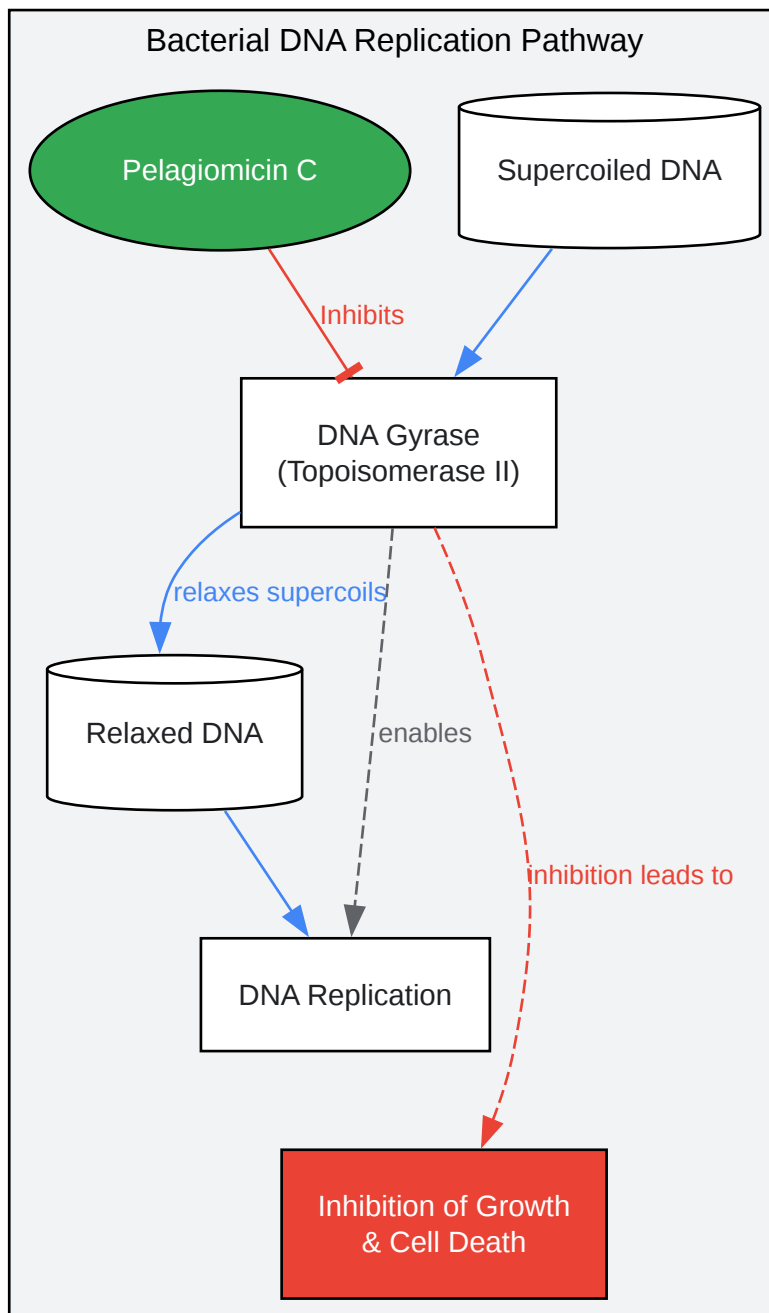 Bacterial DNA Replication Pathway
Pelagiomicin C
Supercoiled DNA
Inhibits
DNA Gyrase
(Topoisomerase II)
relaxes supercoils
Relaxed DNA
enables
inhibition leads to
DNA Replication
Inhibition of Growth
& Cell Death